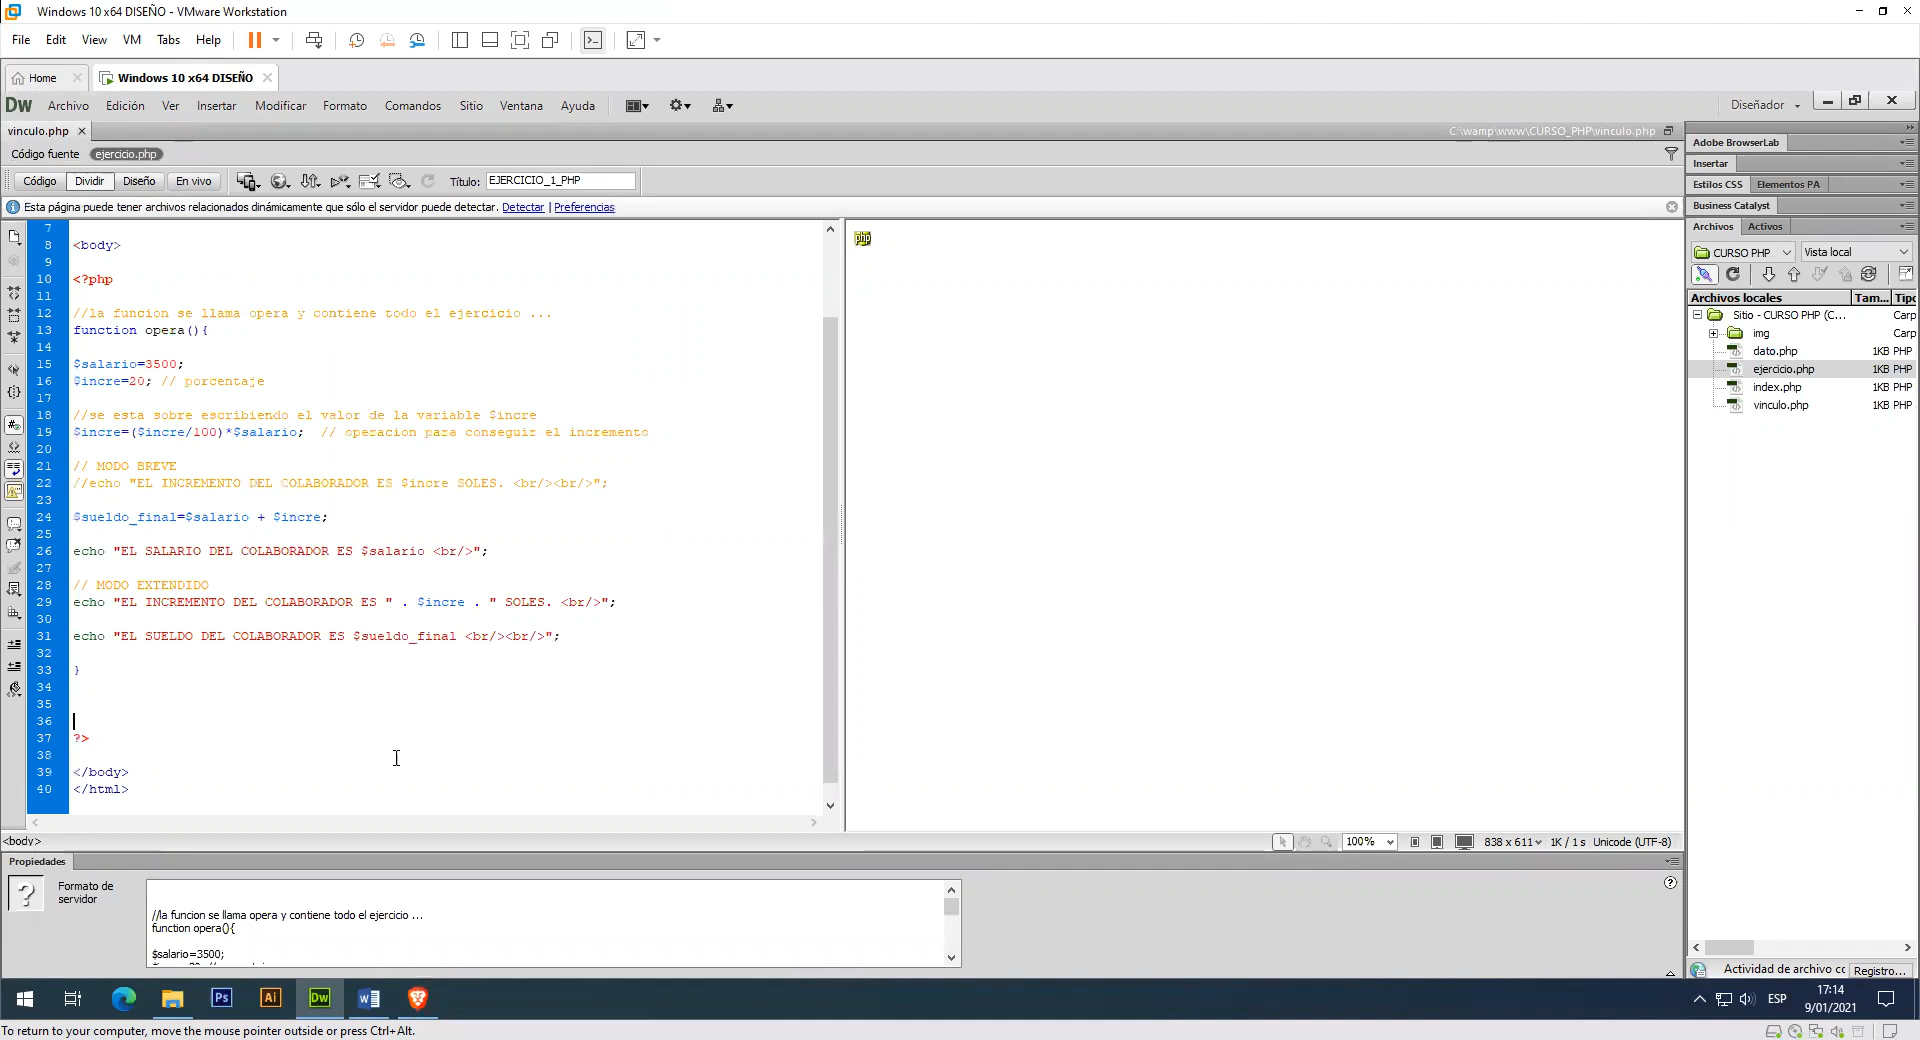 Windows 10 x64 DISEÑO - VMware Workstation
File Edit View VM Tabs Help
Home
Windows 10 x64 DISEÑO
Dw Archivo Edición Ver Insertar Modificar Formato Comandos Sitio Ventana Ayuda Diseñador
vinculo.php
C:\wamp\www\CURSO_PHP\vinculo.php
Código fuente ejercicio.php
Código Dividir Diseño En vivo Título: EJERCICIO_1_PHP
Esta página puede tener archivos relacionados dinámicamente que sólo el servidor puede detectar. Detectar | Preferencias
7
8 <body>
9
10 <?php
11
12 //la funcion se llama opera y contiene todo el ejercicio ...
13 function opera(){
14
15 $salario=3500;
16 $incre=20; // porcentaje
17
18 //se esta sobre escribiendo el valor de la variable $incre
19 $incre=($incre/100)*$salario; // operacion para conseguir el incremento
20
21 // MODO BREVE
22 //echo "EL INCREMENTO DEL COLABORADOR ES $incre SOLES. <br/><br/>";
23
24 $sueldo_final=$salario + $incre;
25
26 echo "EL SALARIO DEL COLABORADOR ES $salario <br/>";
27
28 // MODO EXTENDIDO
29 echo "EL INCREMENTO DEL COLABORADOR ES " . $incre . " SOLES. <br/>";
30
31 echo "EL SUELDO DEL COLABORADOR ES $sueldo_final <br/><br/>";
32
33 }
34
35
36
37 ?>
38
39 </body>
40 </html>
php
Adobe BrowserLab
Insertar
Estilos CSS Elementos PA
Business Catalyst
Archivos Activos
CURSO PHP Vista local
Archivos locales Tam... Tipo
Sitio - CURSO PHP (C... Carp
img Carp
dato.php 1KB PHP
ejercicio.php 1KB PHP
index.php 1KB PHP
vinculo.php 1KB PHP
Actividad de archivo cc Registro...
<body>
100% 838 x 611 1K / 1 s Unicode (UTF-8)
Propiedades
Formato de
servidor
//la funcion se llama opera y contiene todo el ejercicio ...
function opera(){
$salario=3500;
Ps Ai Dw
ESP
17:14
9/01/2021
To return to your computer, move the mouse pointer outside or press Ctrl+Alt.